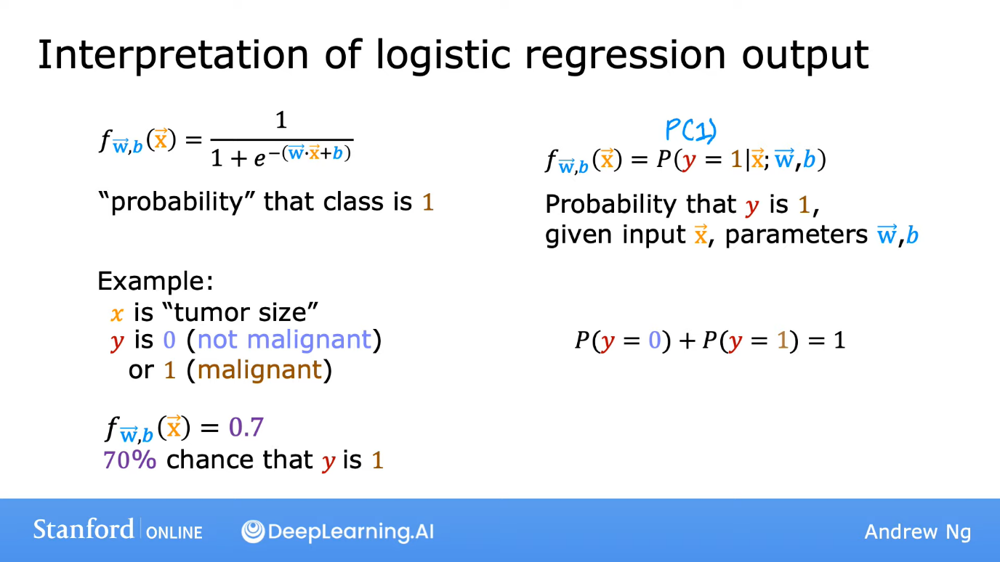 Interpretation of logistic regression output
f_{\vec{w},b}(\vec{x}) = \frac{1}{1 + e^{-(\vec{w}·\vec{x}+b)}}
“probability” that class is 1
Example:
x is “tumor size”
y is 0 (not malignant)
or 1 (malignant)
f_{\vec{w},b}(\vec{x}) = 0.7
70% chance that y is 1
P(1)
f_{\vec{w},b}(\vec{x}) = P(y = 1|\vec{x}; \vec{w},b)
Probability that y is 1,
given input \vec{x}, parameters \vec{w},b
P(y = 0) + P(y = 1) = 1
Stanford ONLINE
DeepLearning.AI
Andrew Ng